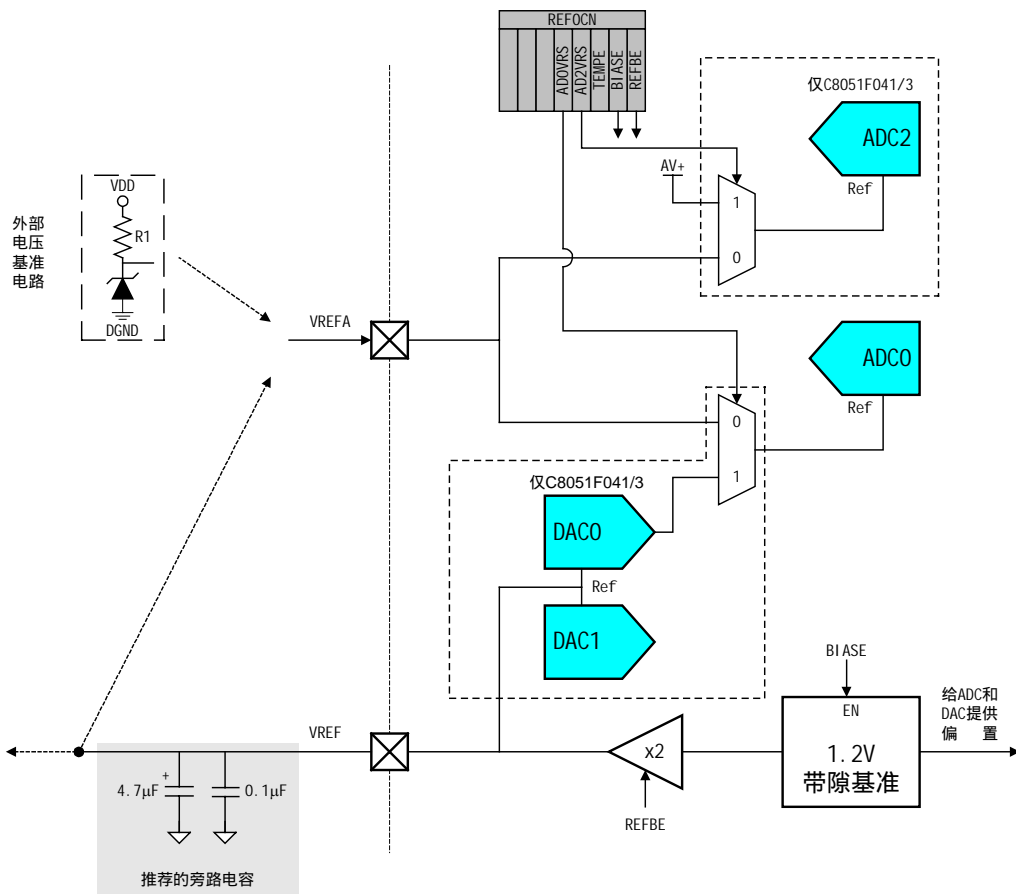 REF0CN
AD0VRS
AD2VRS
TEMPE
BIASE
REFBE
仅C8051F041/3
ADC2
Ref
AV+
1
0
VDD
R1
DGND
外部
电压
基准
电路
VREFA
ADC0
Ref
0
1
仅C8051F041/3
DAC0
Ref
DAC1
BIASE
EN
1.2V
带隙基准
给ADC和
DAC提供
偏 置
VREF
x2
REFBE
+
4.7μF
0.1μF
推荐的旁路电容